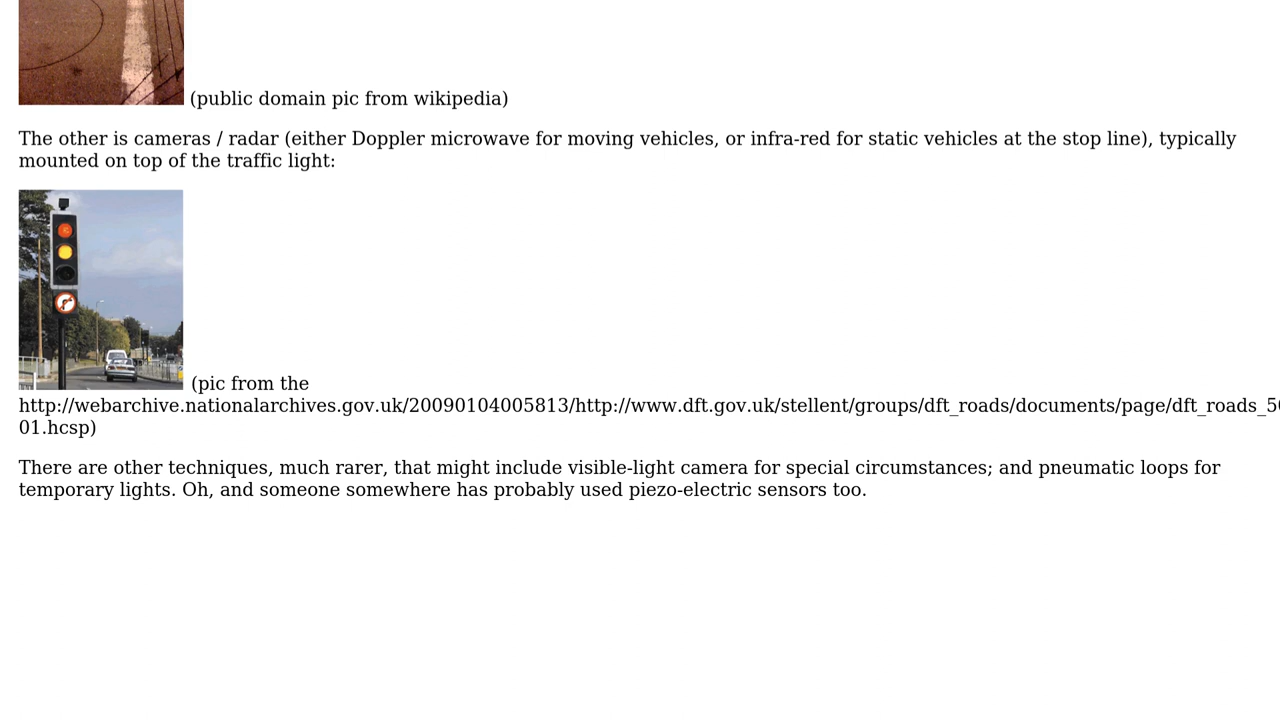 (public domain pic from wikipedia)
The other is cameras / radar (either Doppler microwave for moving vehicles, or infra-red for static vehicles at the stop line), typically
mounted on top of the traffic light:
(pic from the
http://webarchive.nationalarchives.gov.uk/20090104005813/http://www.dft.gov.uk/stellent/groups/dft_roads/documents/page/dft_roads_50
01.hcsp)
There are other techniques, much rarer, that might include visible-light camera for special circumstances; and pneumatic loops for
temporary lights. Oh, and someone somewhere has probably used piezo-electric sensors too.